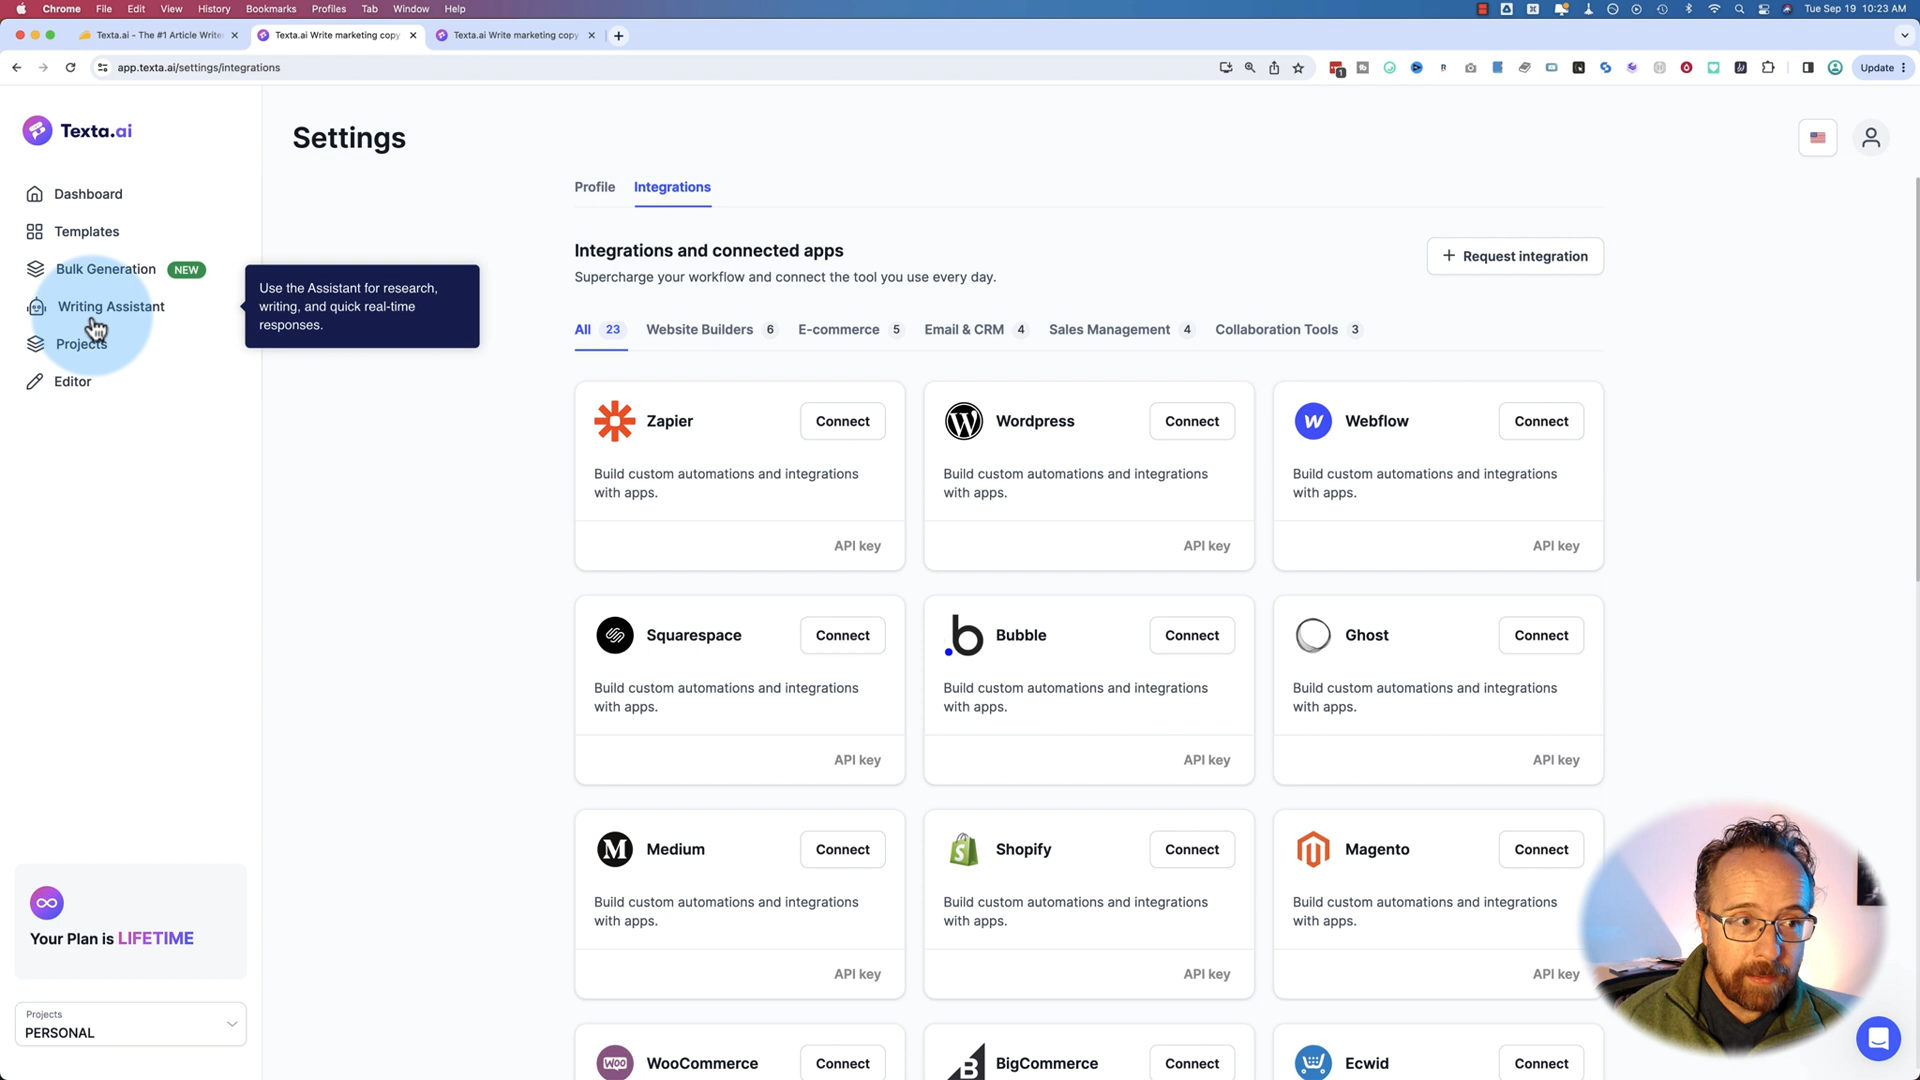 Chrome File Edit View History Bookmarks Profiles Tab Window Help
Tue Sep 19 10:23 AM
Texta.ai - The #1 Article Write
Texta.ai Write marketing copy
Texta.ai Write marketing copy
app.texta.ai/settings/integrations
1
Update
Texta.ai
Dashboard
Templates
Bulk Generation NEW
Writing Assistant
Projects
Editor
Use the Assistant for research,
writing, and quick real-time
responses.
Settings
Profile Integrations
Integrations and connected apps
Supercharge your workflow and connect the tool you use every day.
+ Request integration
All 23 Website Builders 6 E-commerce 5 Email & CRM 4 Sales Management 4 Collaboration Tools 3
Zapier Connect
Build custom automations and integrations
with apps.
API key
Wordpress Connect
Build custom automations and integrations
with apps.
API key
Webflow Connect
Build custom automations and integrations
with apps.
API key
Squarespace Connect
Build custom automations and integrations
with apps.
API key
Bubble Connect
Build custom automations and integrations
with apps.
API key
Ghost Connect
Build custom automations and integrations
with apps.
API key
Medium Connect
Build custom automations and integrations
with apps.
API key
Shopify Connect
Build custom automations and integrations
with apps.
API key
Magento Connect
Build custom automations and integrations
with apps.
API key
WooCommerce Connect
BigCommerce Connect
Ecwid Connect
Your Plan is LIFETIME
Projects
PERSONAL